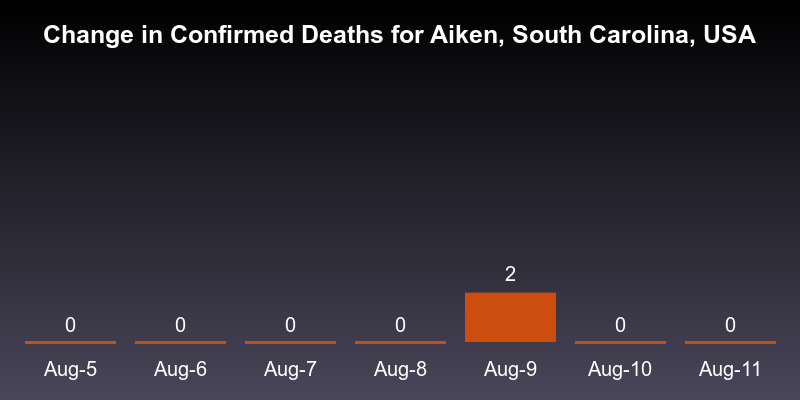 Change in Confirmed Deaths for Aiken, South Carolina, USA
0 0 0 0 2 0 0
Aug-5 Aug-6 Aug-7 Aug-8 Aug-9 Aug-10 Aug-11